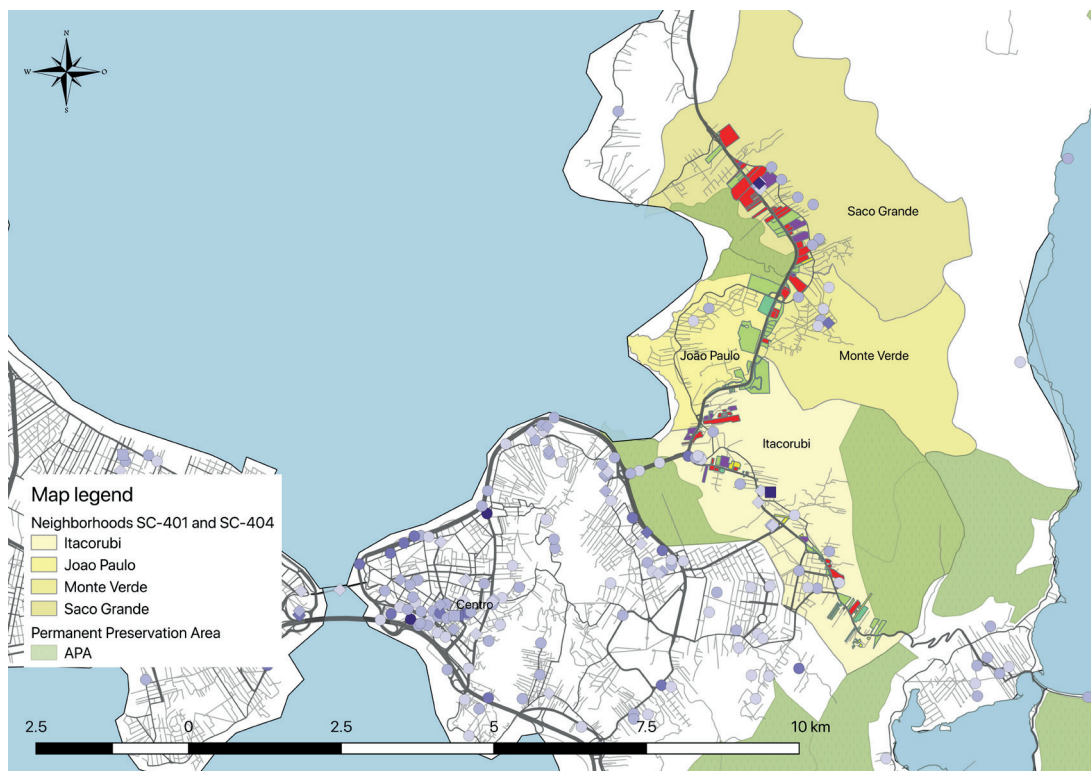 N
W
O
S
Saco Grande
João Paulo
Monte Verde
Itacorubi
Centro
Map legend
Neighborhoods SC-401 and SC-404
Itacorubi
Joao Paulo
Monte Verde
Saco Grande
Permanent Preservation Area
APA
2.5 0 2.5 5 7.5 10 km